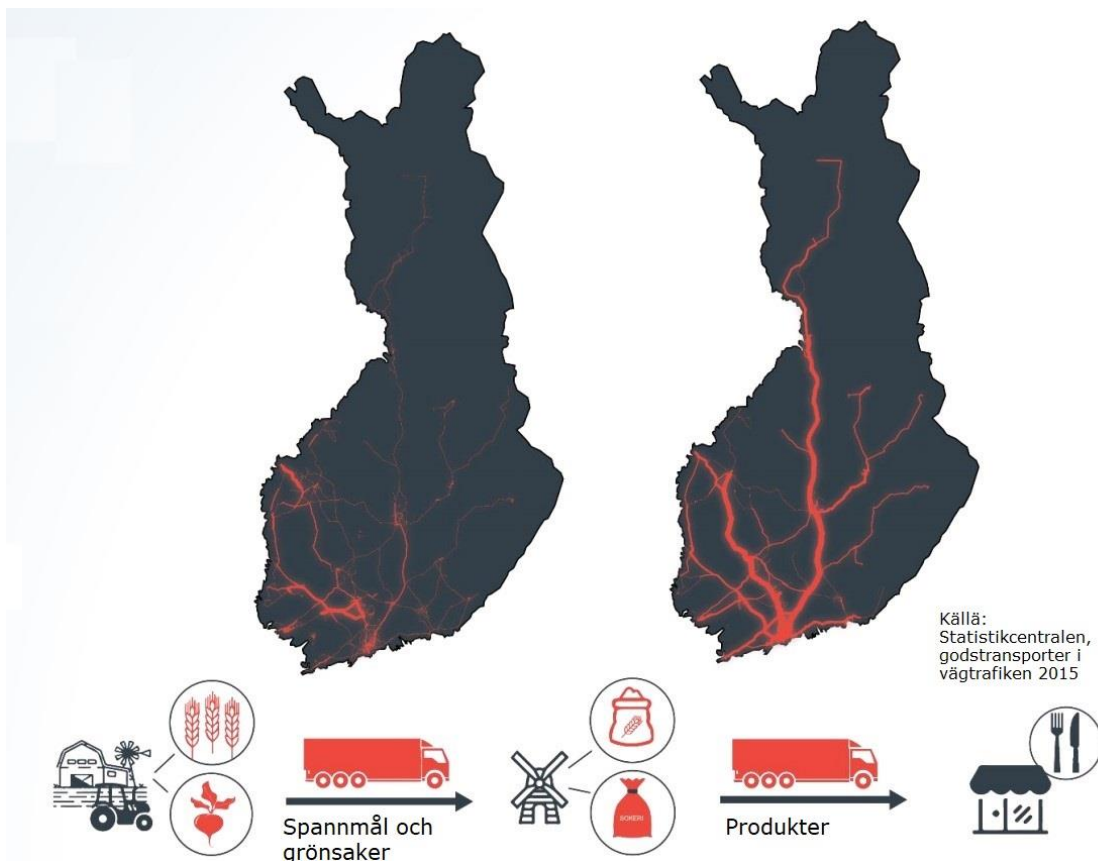 Källä:
Statistikcentralen,
godstransporter i
vägtrafiken 2015
SOKERI
Spannmål och
grönsaker
Produkter